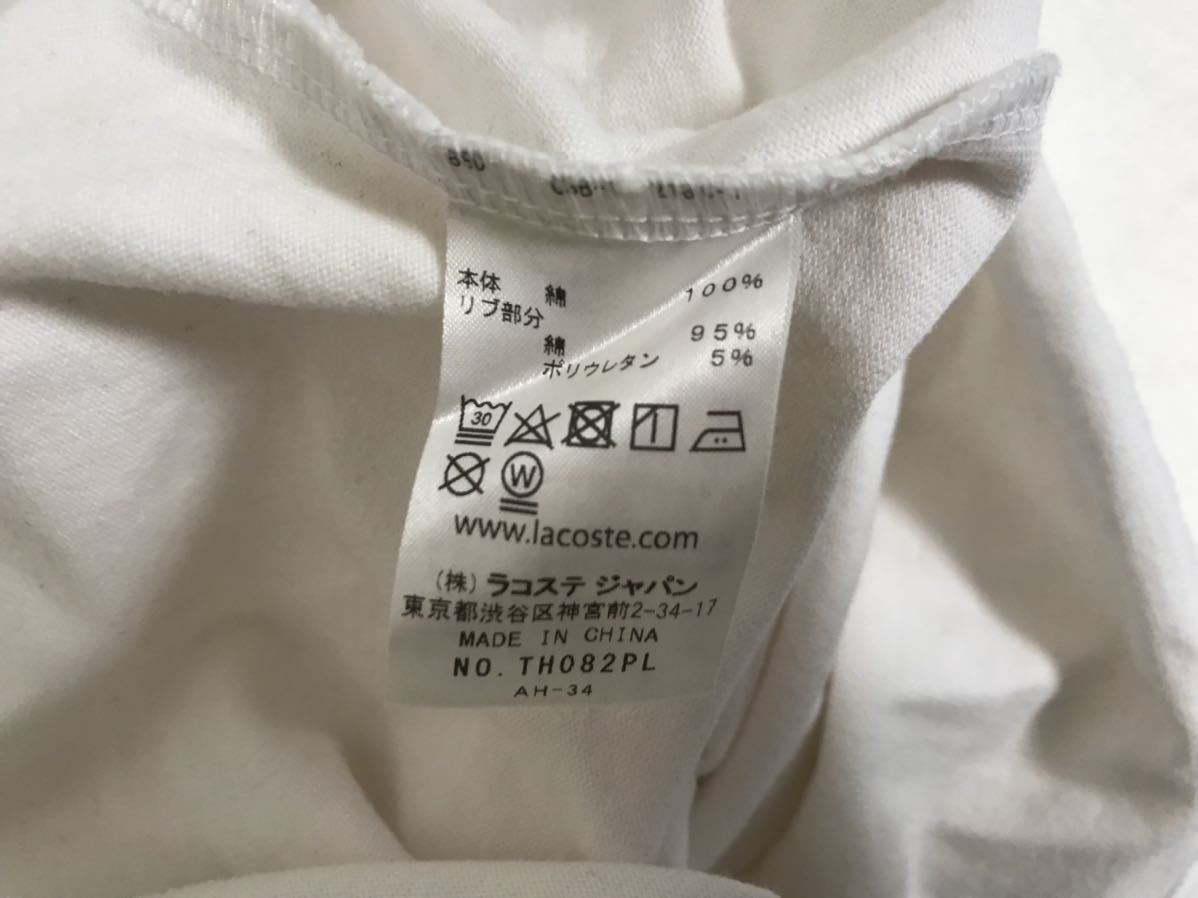 本体 綿 100%
リブ部分
綿 95%
ポリウレタン 5%
30
W
www.lacoste.com
(株) ラコステ ジャパン
東京都渋谷区神宮前2-34-17
MADE IN CHINA
NO. TH082PL
AH-34